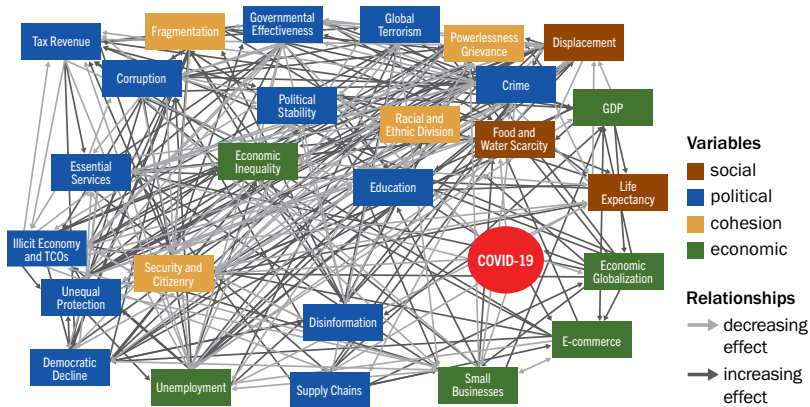 Tax Revenue
Fragmentation
Governmental
Effectiveness
Global
Terrorism
Powerlessness
Grievance
Displacement
Corruption
Political
Stability
Crime
GDP
Racial and
Ethnic Division
Food and
Water Scarcity
Essential
Services
Economic
Inequality
Education
Life
Expectancy
Illicit Economy
and TCOs
Security and
Citizenry
COVID-19
Economic
Globalization
Unequal
Protection
Disinformation
E-commerce
Democratic
Decline
Unemployment
Supply Chains
Small
Businesses
Variables
social
political
cohesion
economic
Relationships
decreasing
effect
increasing
effect